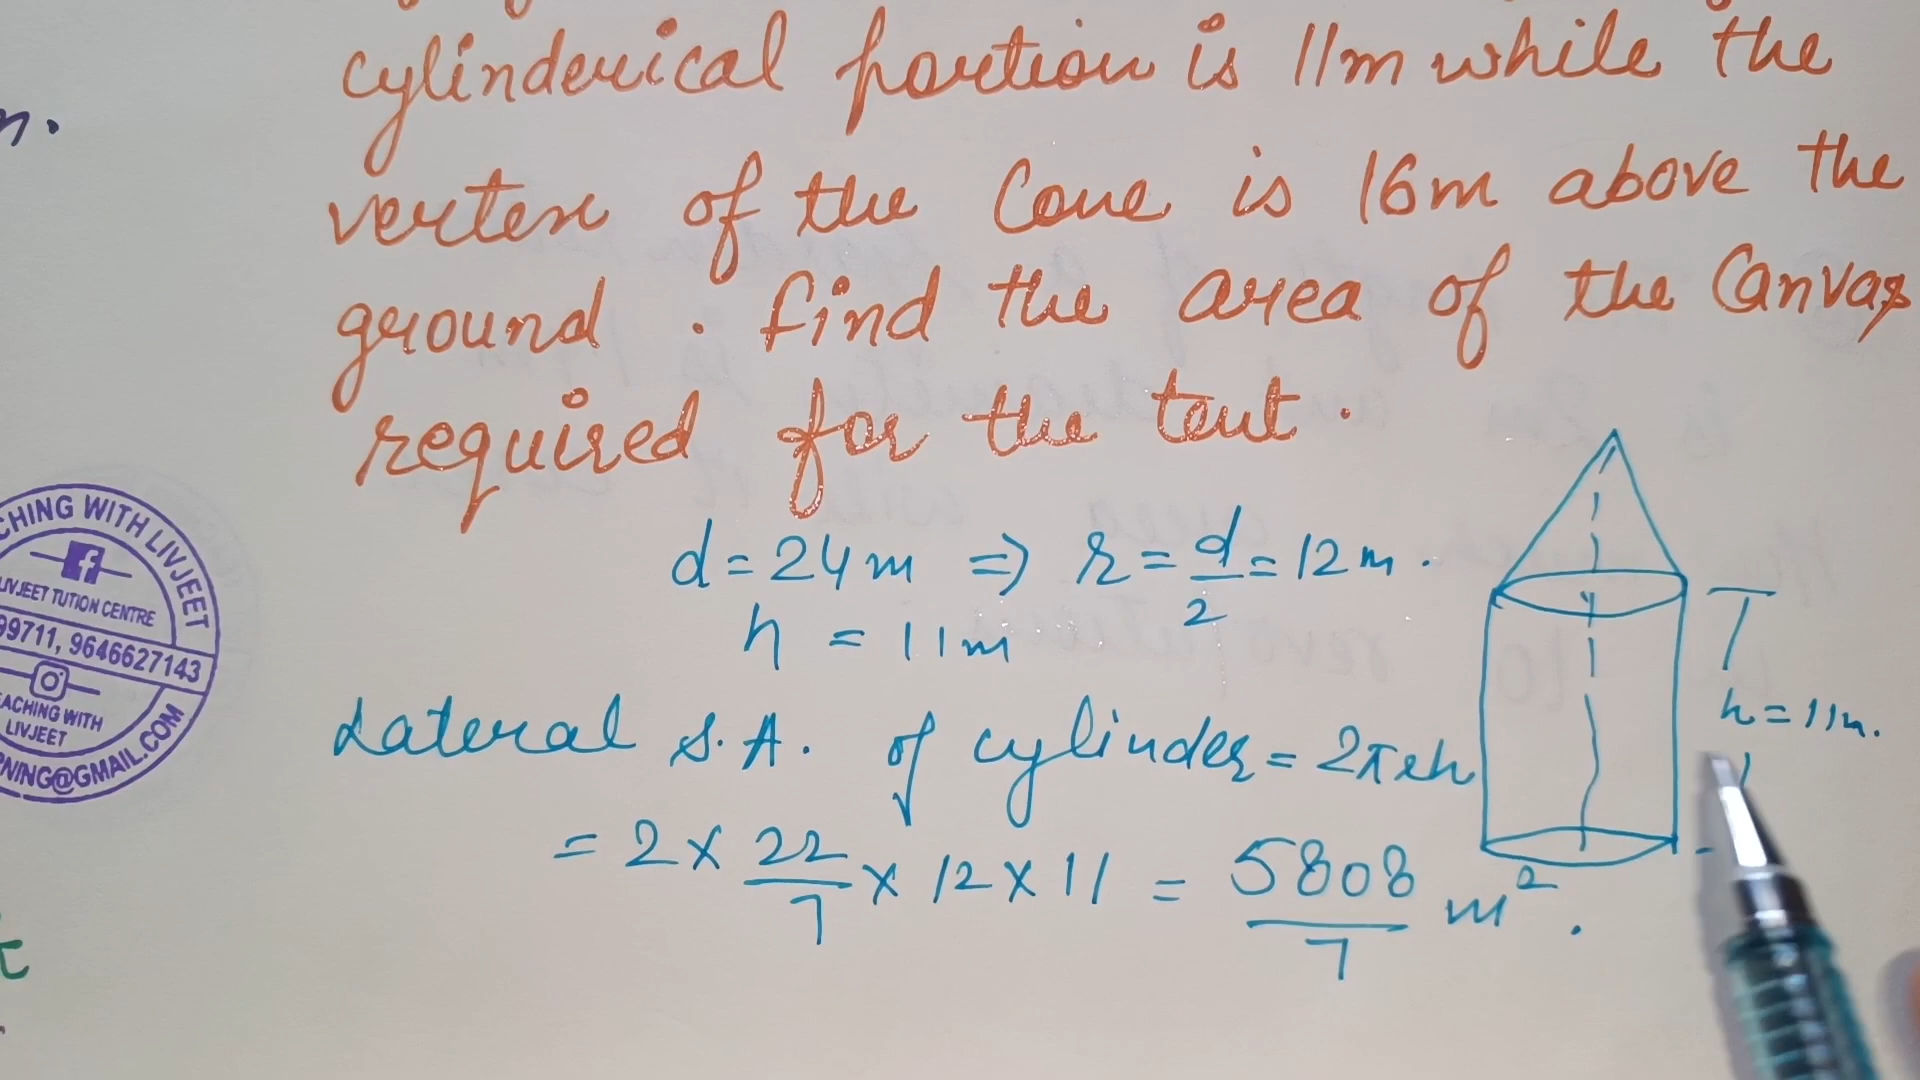 cylinderical portion is 11m while the
vertex of the Cone is 16m above the
ground. find the area of the Canvas
required for the tent.
d = 24m ⇒ r = d/2 = 12m.
h = 11m
h = 11m.
Lateral S.A. of cylinder = 2πrh
= 2 × 22/7 × 12 × 11 = 5808/7 m².
CHING WITH LIVJEET
LIVJEET TUTION CENTRE
99711, 9646627143
EACHING WITH
LIVJEET
RNING@GMAIL.COM